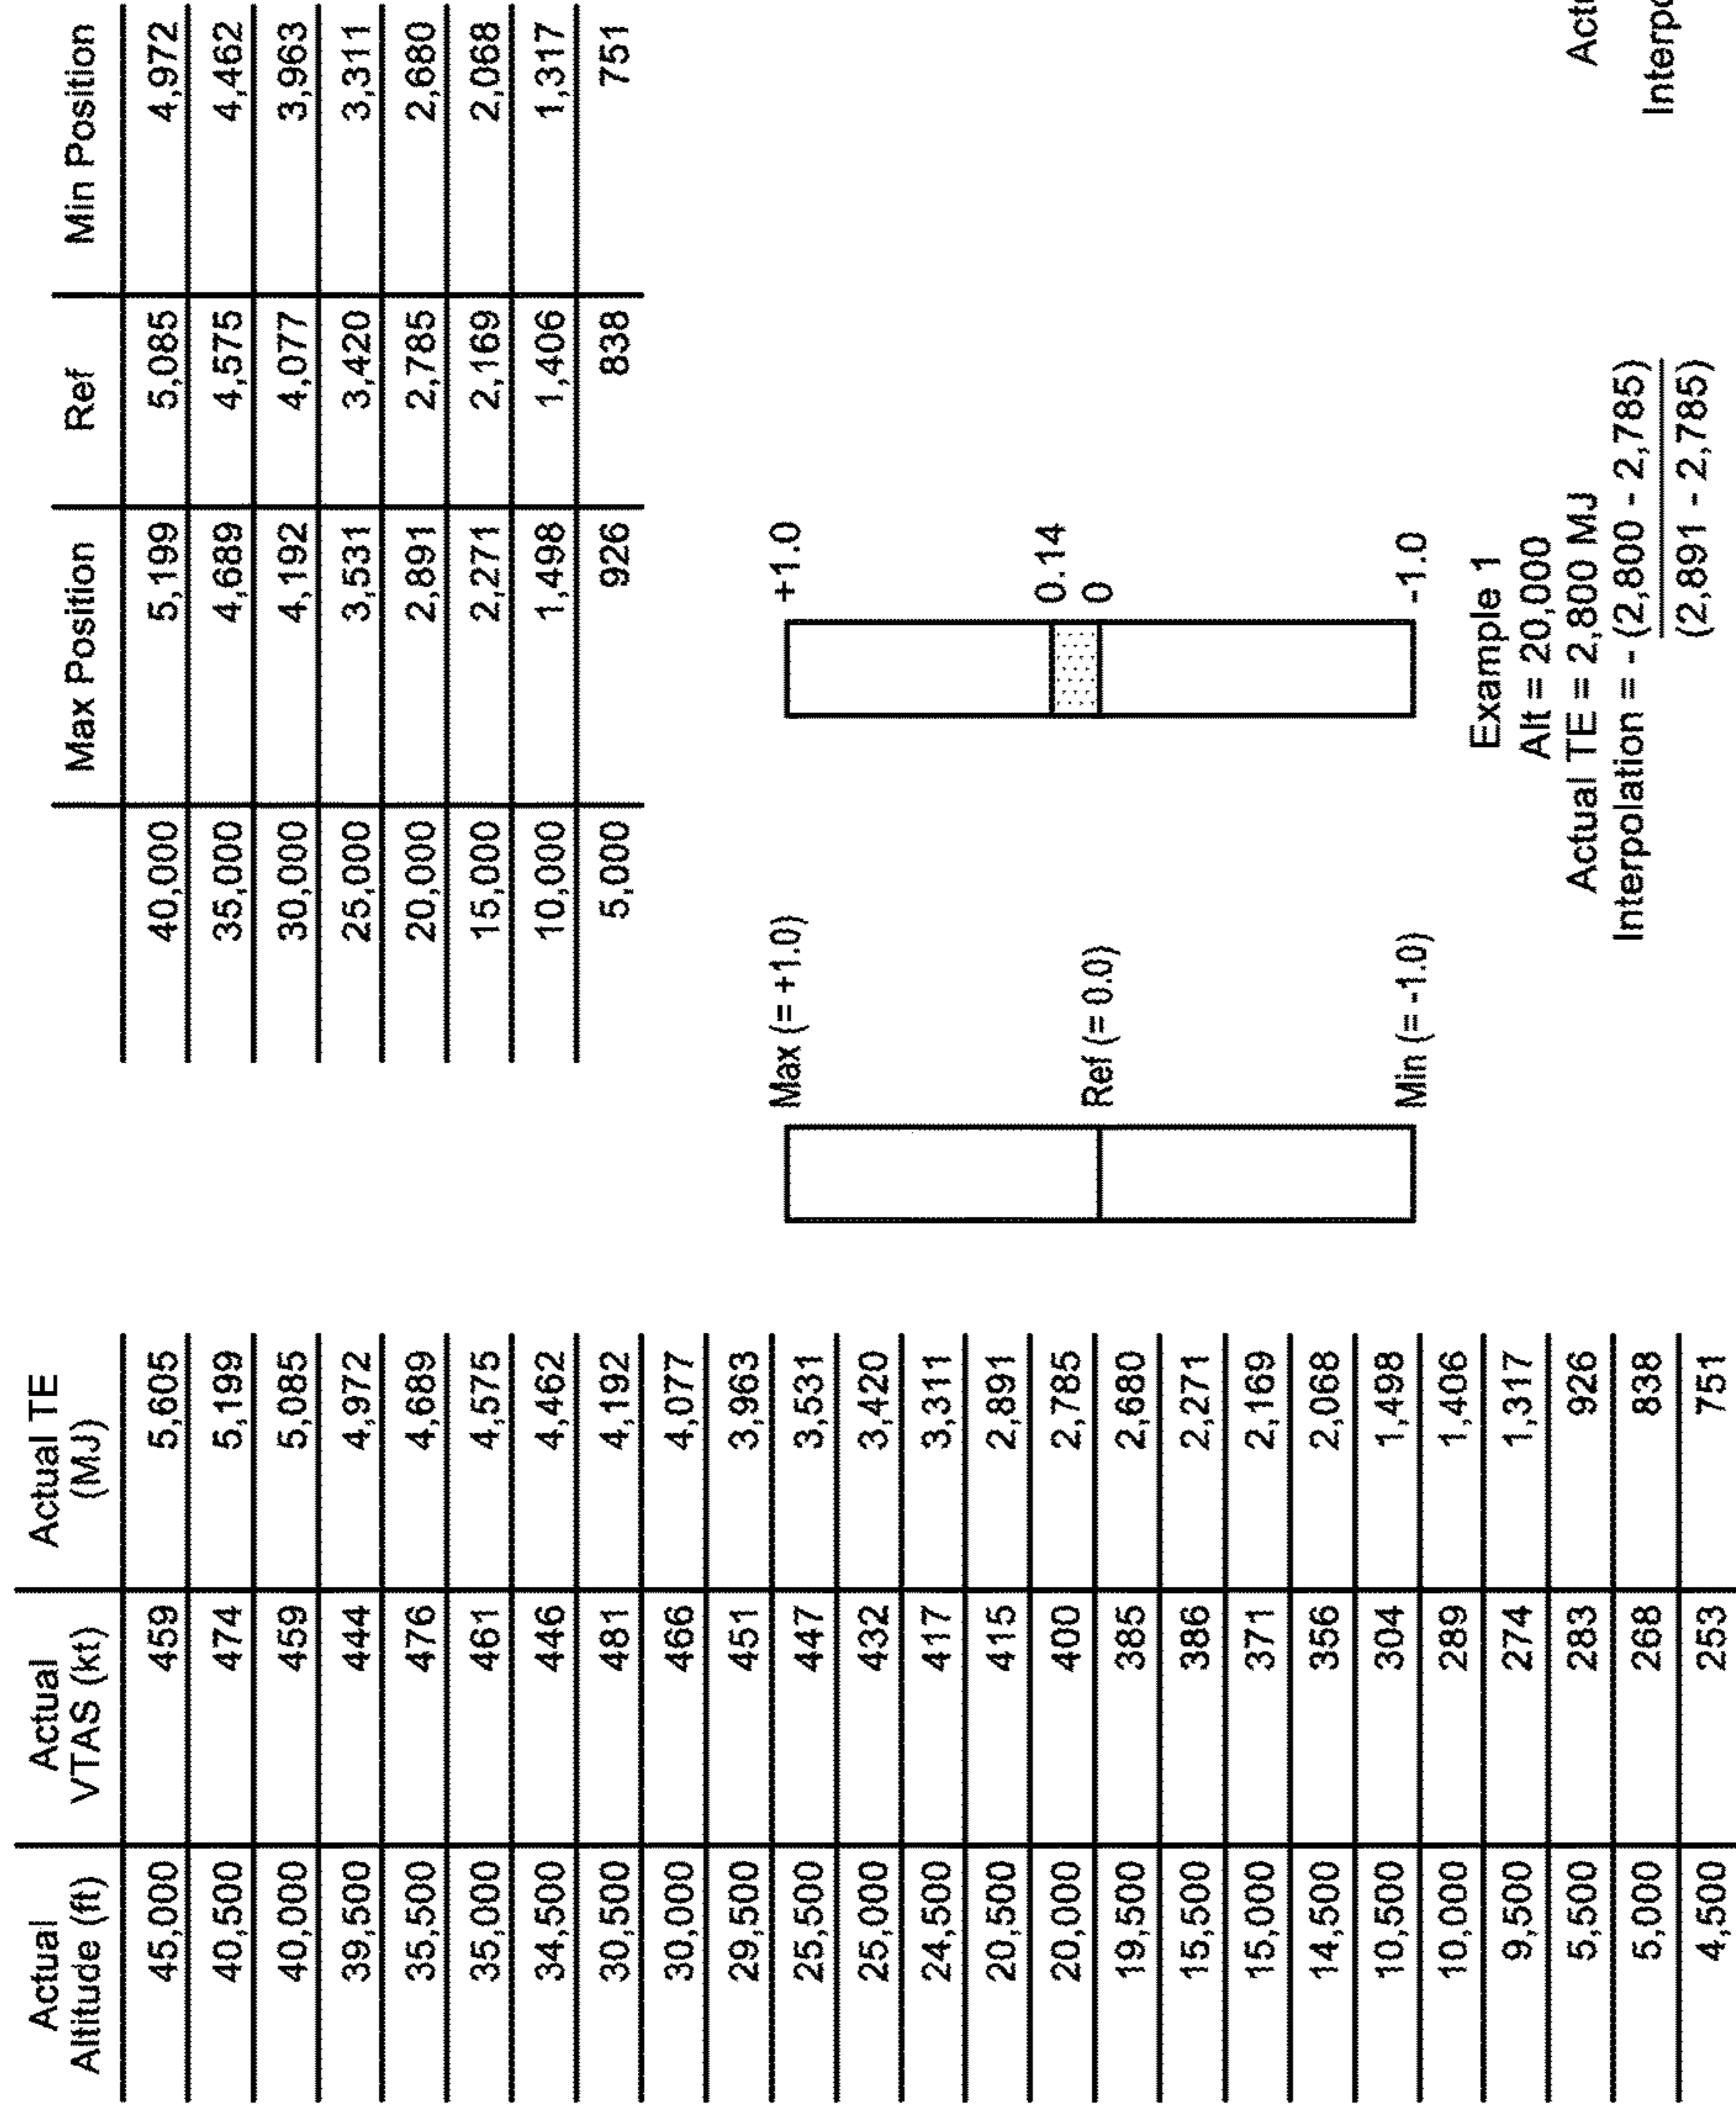 Actual Altitude (ft) Actual VTAS (kt) Actual TE (MJ)
45,000 459 5,605
40,500 474 5,199
40,000 459 5,085
39,500 444 4,972
35,500 476 4,689
35,000 461 4,575
34,500 446 4,462
30,500 481 4,192
30,000 466 4,077
29,500 451 3,963
25,500 447 3,531
25,000 432 3,420
24,500 417 3,311
20,500 415 2,891
20,000 400 2,785
19,500 385 2,680
15,500 386 2,271
15,000 371 2,169
14,500 356 2,068
10,500 304 1,498
10,000 289 1,406
9,500 274 1,317
5,500 283 926
5,000 268 838
4,500 253 751
Max Position Ref Min Position
40,000 5,199 5,085 4,972
35,000 4,689 4,575 4,462
30,000 4,192 4,077 3,963
25,000 3,531 3,420 3,311
20,000 2,891 2,785 2,680
15,000 2,271 2,169 2,068
10,000 1,498 1,406 1,317
5,000 926 838 751
Max (= +1.0)
Ref (= 0.0)
Min (= -1.0)
+1.0
0.14
0
-1.0
Example 1
Alt = 20,000
Actual TE = 2,800 MJ
Interpolation = - (2,800 - 2,785)
(2,891 - 2,785)